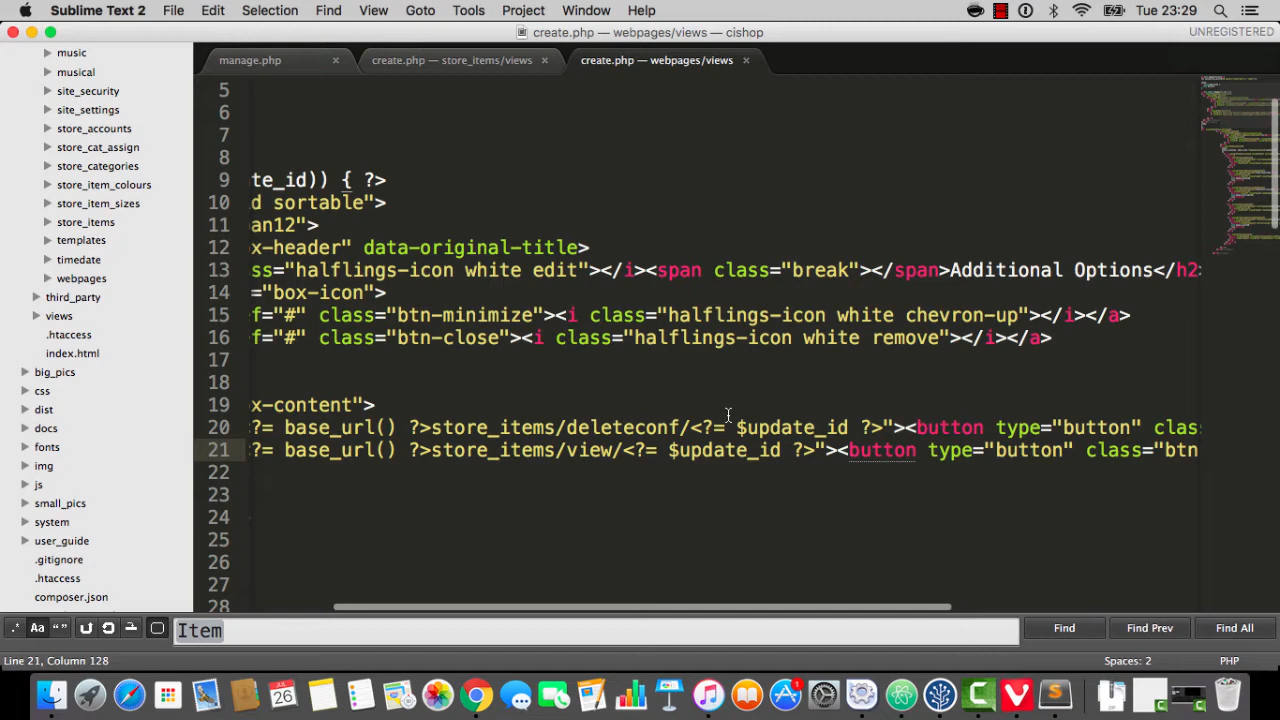 Sublime Text 2 File Edit Selection Find View Goto Tools Project Window Help Tue 23:29
create.php — webpages/views — cishop UNREGISTERED
manage.php × create.php — store_items/views × create.php — webpages/views ×
music
musical
site_security
site_settings
store_accounts
store_cat_assign
store_categories
store_item_colours
store_item_sizes
store_items
templates
timedate
webpages
third_party
views
.htaccess
index.html
big_pics
css
dist
docs
fonts
img
js
small_pics
system
user_guide
.gitignore
.htaccess
composer.json
5
6
7
8
9 te_id)) { ?>
10 d sortable">
11 an12">
12 x-header" data-original-title>
13 ss="halflings-icon white edit"></i><span class="break"></span>Additional Options</h2
14 ="box-icon">
15 f="#" class="btn-minimize"><i class="halflings-icon white chevron-up"></i></a>
16 f="#" class="btn-close"><i class="halflings-icon white remove"></i></a>
17
18
19 x-content">
20 ?= base_url() ?>store_items/deleteconf/<?= $update_id ?>"><button type="button" clas
21 ?= base_url() ?>store_items/view/<?= $update_id ?>"><button type="button" class="btn
22
23
24
25
26
27
28
.* Aa “ ” Item Find Find Prev Find All
Line 21, Column 128 Spaces: 2 PHP